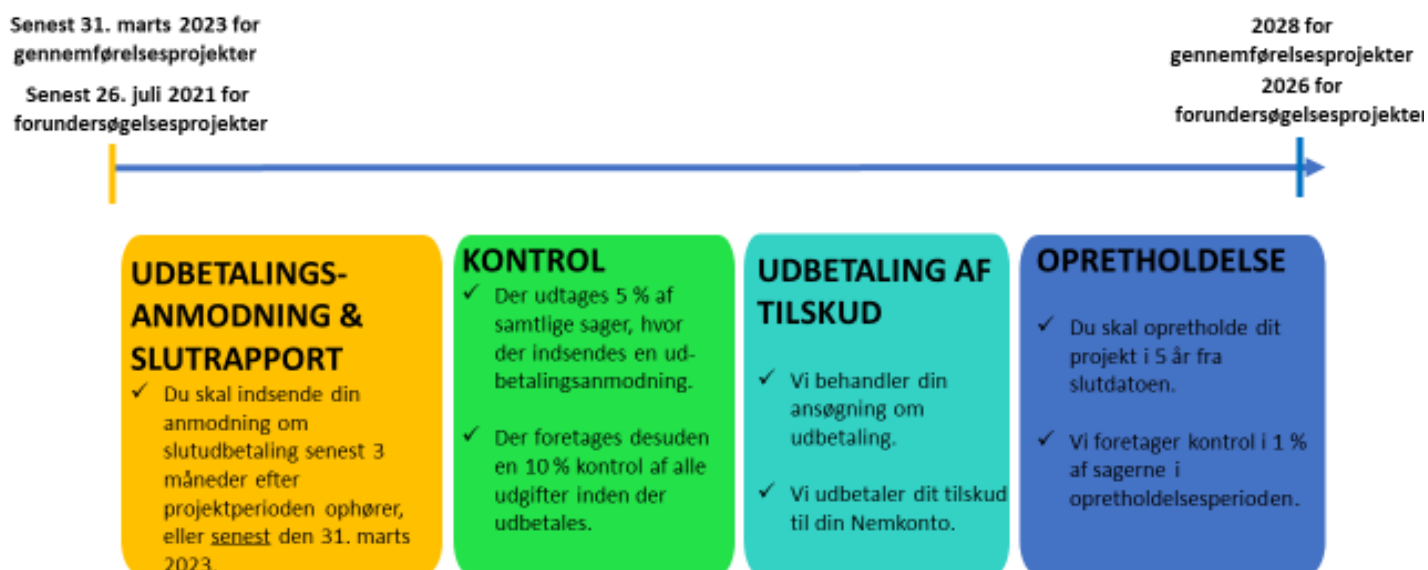 Senest 31. marts 2023 for
gennemførelsesprojekter
Senest 26. juli 2021 for
forundersøgelsesprojekter
2028 for
gennemførelsesprojekter
2026 for
forundersøgelsesprojekter
UDBETALINGS-
ANMODNING &
SLUTRAPPORT
✓ Du skal indsende din
anmodning om
slutudbetaling senest 3
måneder efter
projektperioden ophører,
eller senest den 31. marts
2023.
KONTROL
✓ Der udtages 5 % af
samtlige sager, hvor
der indsendes en ud-
betalingsanmodning.
✓ Der foretages desuden
en 10 % kontrol af alle
udgifter inden der
udbetales.
UDBETALING AF
TILSKUD
✓ Vi behandler din
ansøgning om
udbetaling.
✓ Vi udbetaler dit tilskud
til din Nemkonto.
OPRETHOLDELSE
✓ Du skal opretholde dit
projekt i 5 år fra
slutdatoen.
✓ Vi foretager kontrol i 1 %
af sagerne i
opretholdelsesperioden.